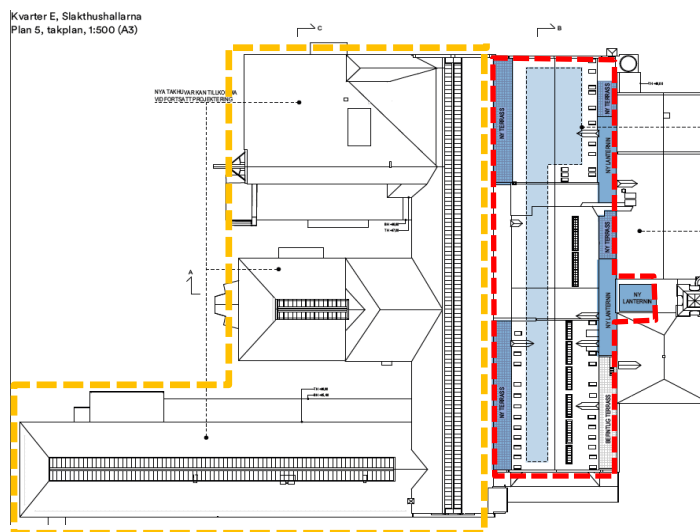 Kvarter E, Slakthushallarna
Plan 5, takplan, 1:500 (A3)
C
B
NYA TAKHUVAR KAN TILLKOMMA
VID FORTSATT PROJEKTERING
NY TERRASS
NY TERRASS
NY LANTERNIN
NY TERRASS
A
NY LANTERNIN
NY
LANTERNIN
NY TERRASS
BEFINTLIG TERRASS